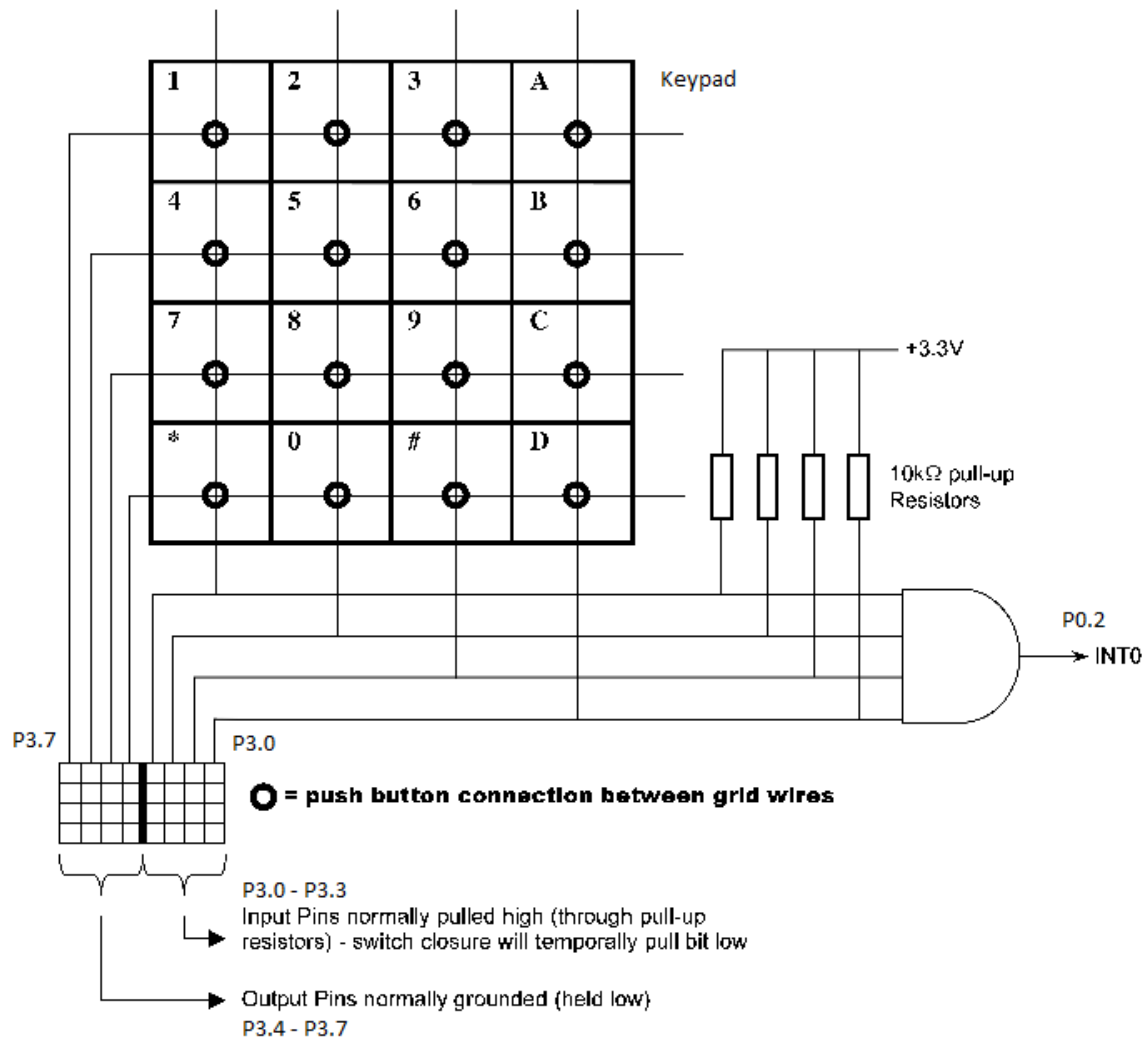 1 2 3 A
Keypad
4 5 6 B
7 8 9 C
* 0 # D
+3.3V
10kΩ pull-up
Resistors
P0.2
INT0
P3.7
P3.0
= push button connection between grid wires
P3.0 - P3.3
Input Pins normally pulled high (through pull-up
resistors) - switch closure will temporally pull bit low
Output Pins normally grounded (held low)
P3.4 - P3.7